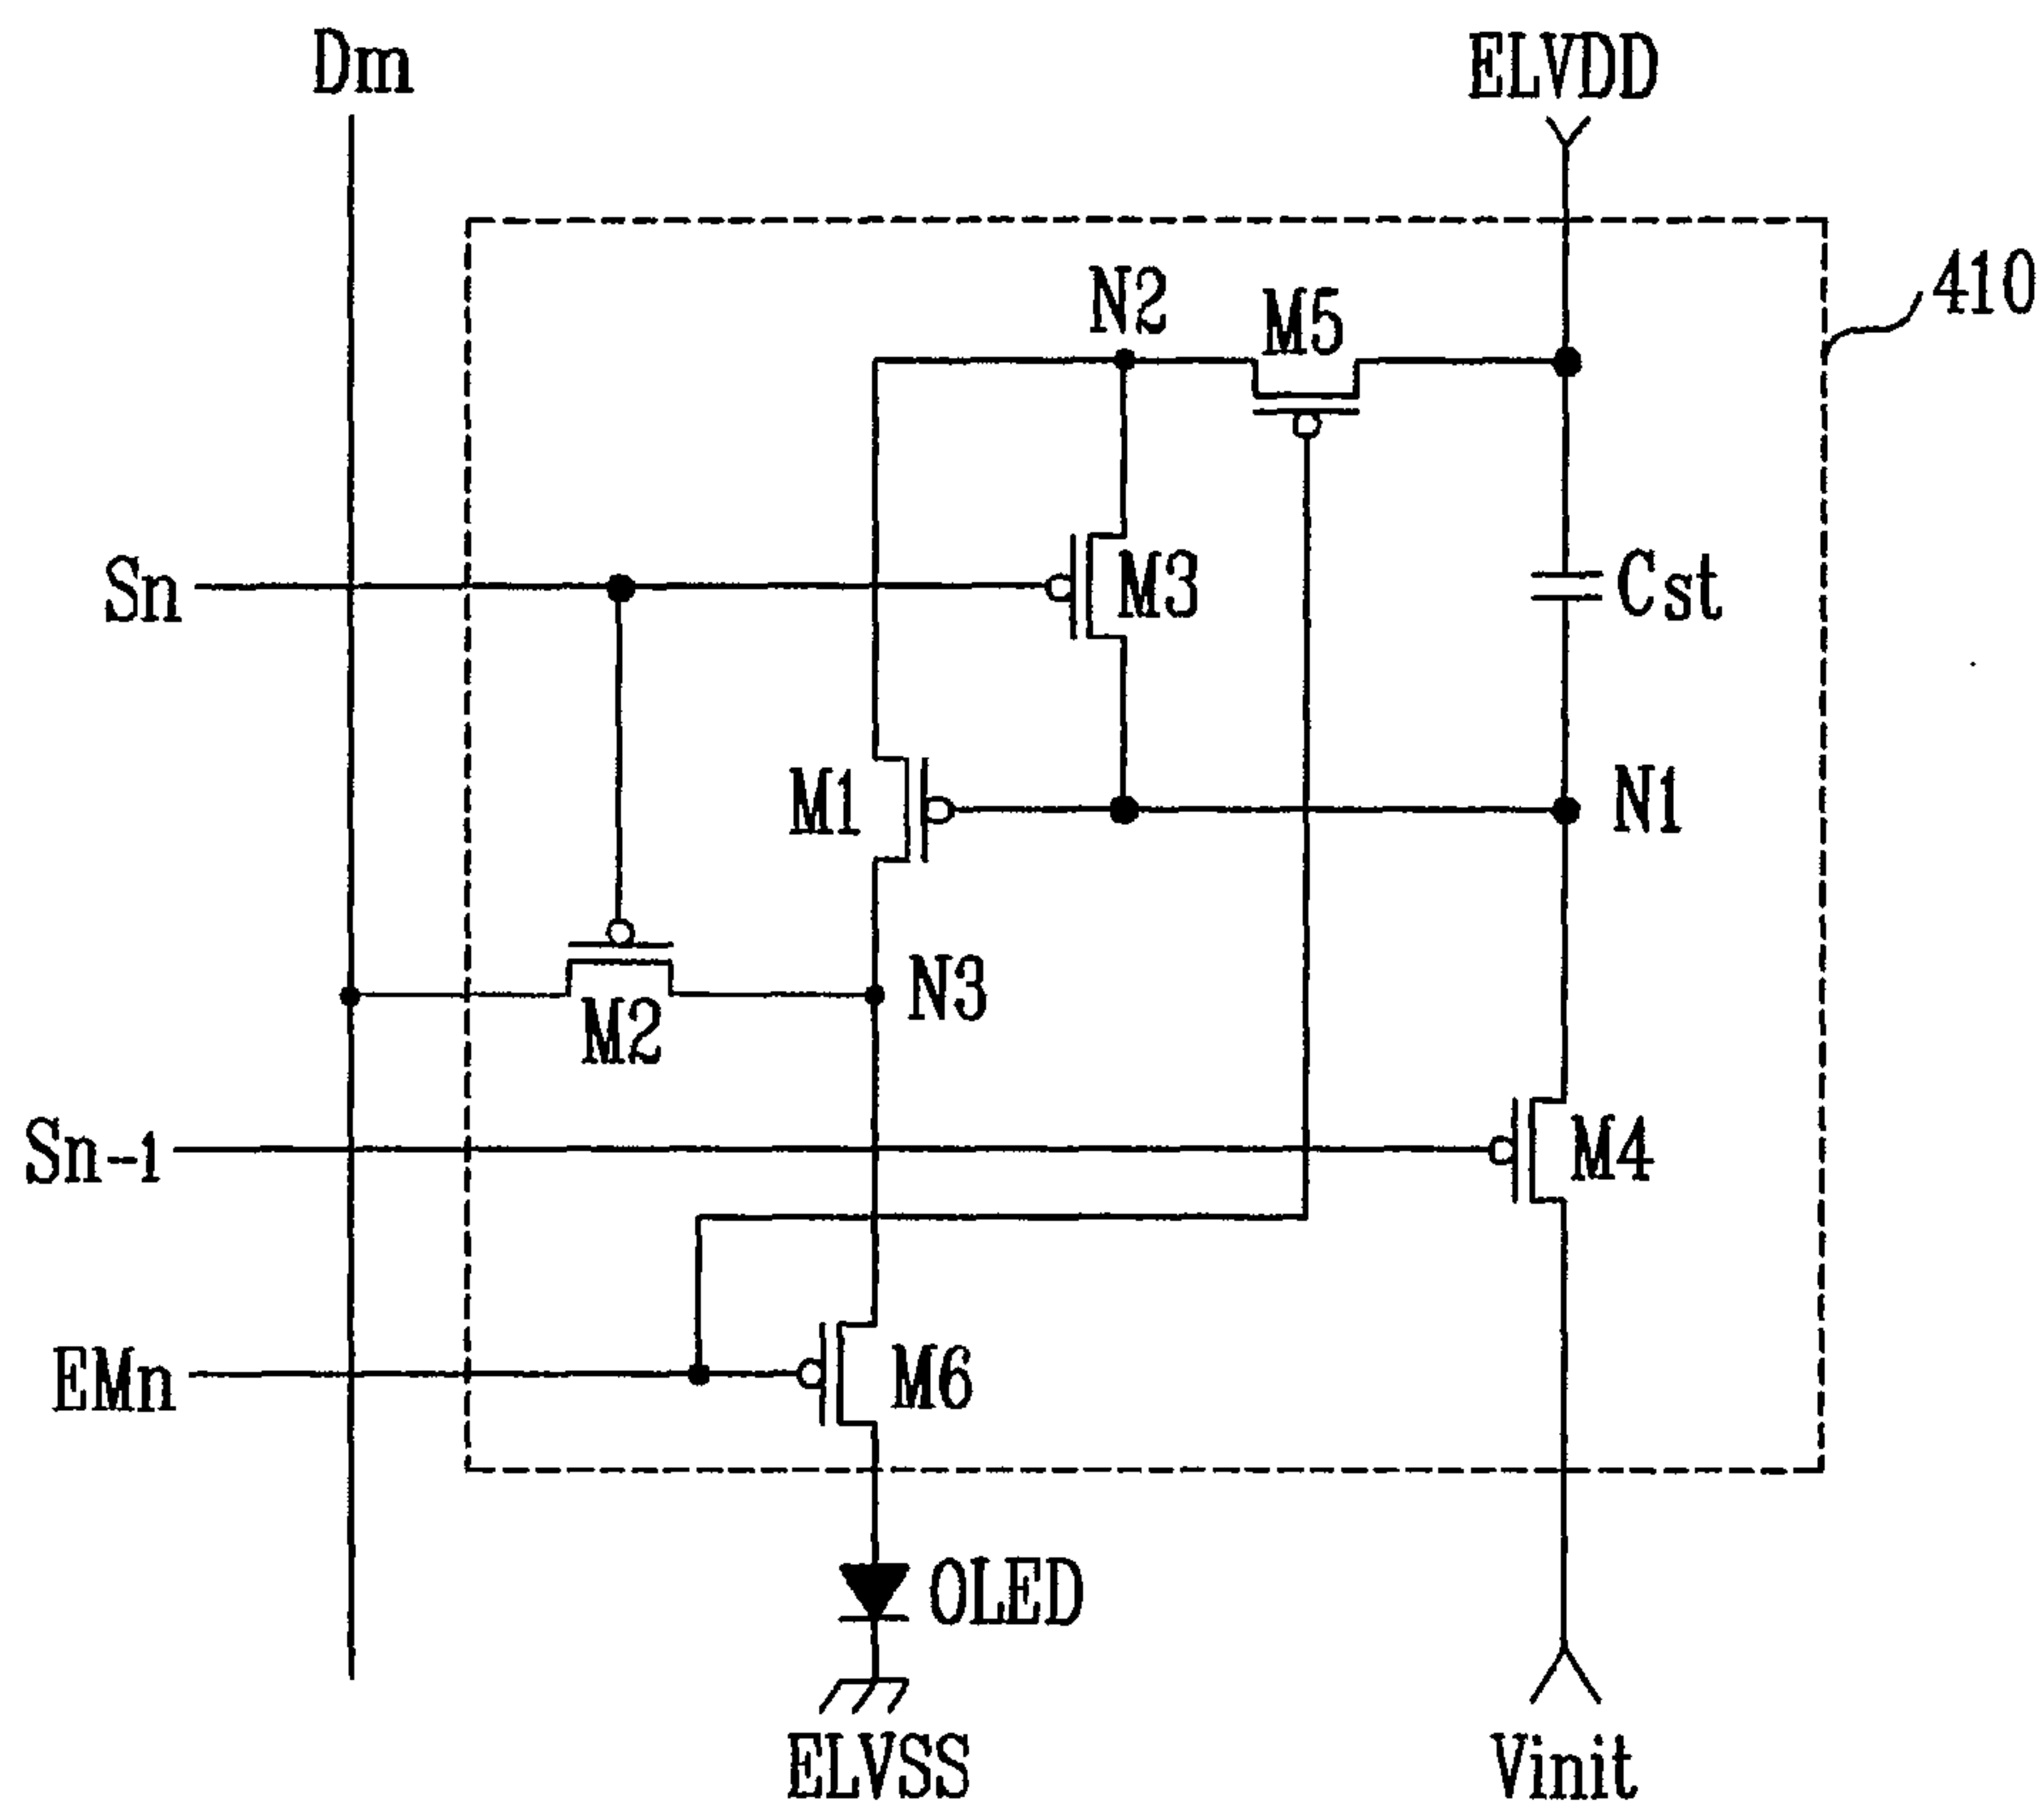 Dm
ELVDD
410
N2
M5
Sn
M3
Cst
M1
N1
N3
M2
Sn-1
M4
EMn
M6
OLED
ELVSS
Vinit